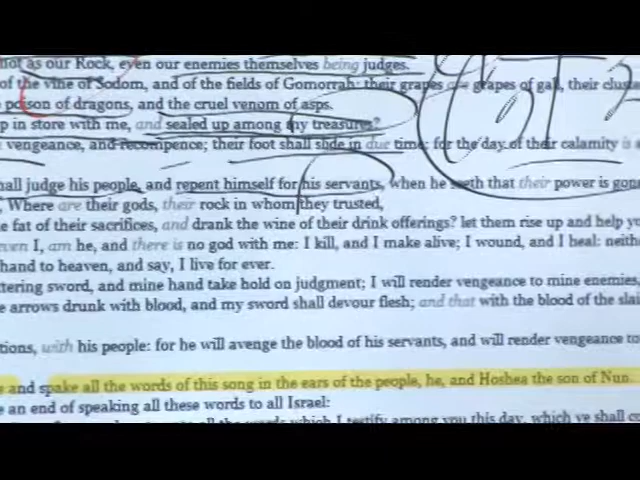 as our Rock, even our enemies themselves being judges.
of the vine of Sodom, and of the fields of Gomorrah: their grapes are grapes of gall, their
poison of dragons, and the cruel venom of asps.
up in store with me, and sealed up among my treasures?
vengeance, and recompence; their foot shall slide in due time: for the day of their calamity is
shall judge his people, and repent himself for his servants, when he seeth that their power is gone
Where are their gods, their rock in whom they trusted,
fat of their sacrifices, and drank the wine of their drink offerings? let them rise up and help
even I, am he, and there is no god with me: I kill, and I make alive; I wound, and I heal:
hand to heaven, and say, I live for ever.
sword, and mine hand take hold on judgment; I will render vengeance to mine enemies,
arrows drunk with blood, and my sword shall devour flesh; and that with the blood of the
with his people: for he will avenge the blood of his servants, and will render vengeance to
and spake all the words of this song in the ears of the people, he, and Hoshea the son of Nun.
an end of speaking all these words to all Israel:
which I testify among you this day, which ye shall